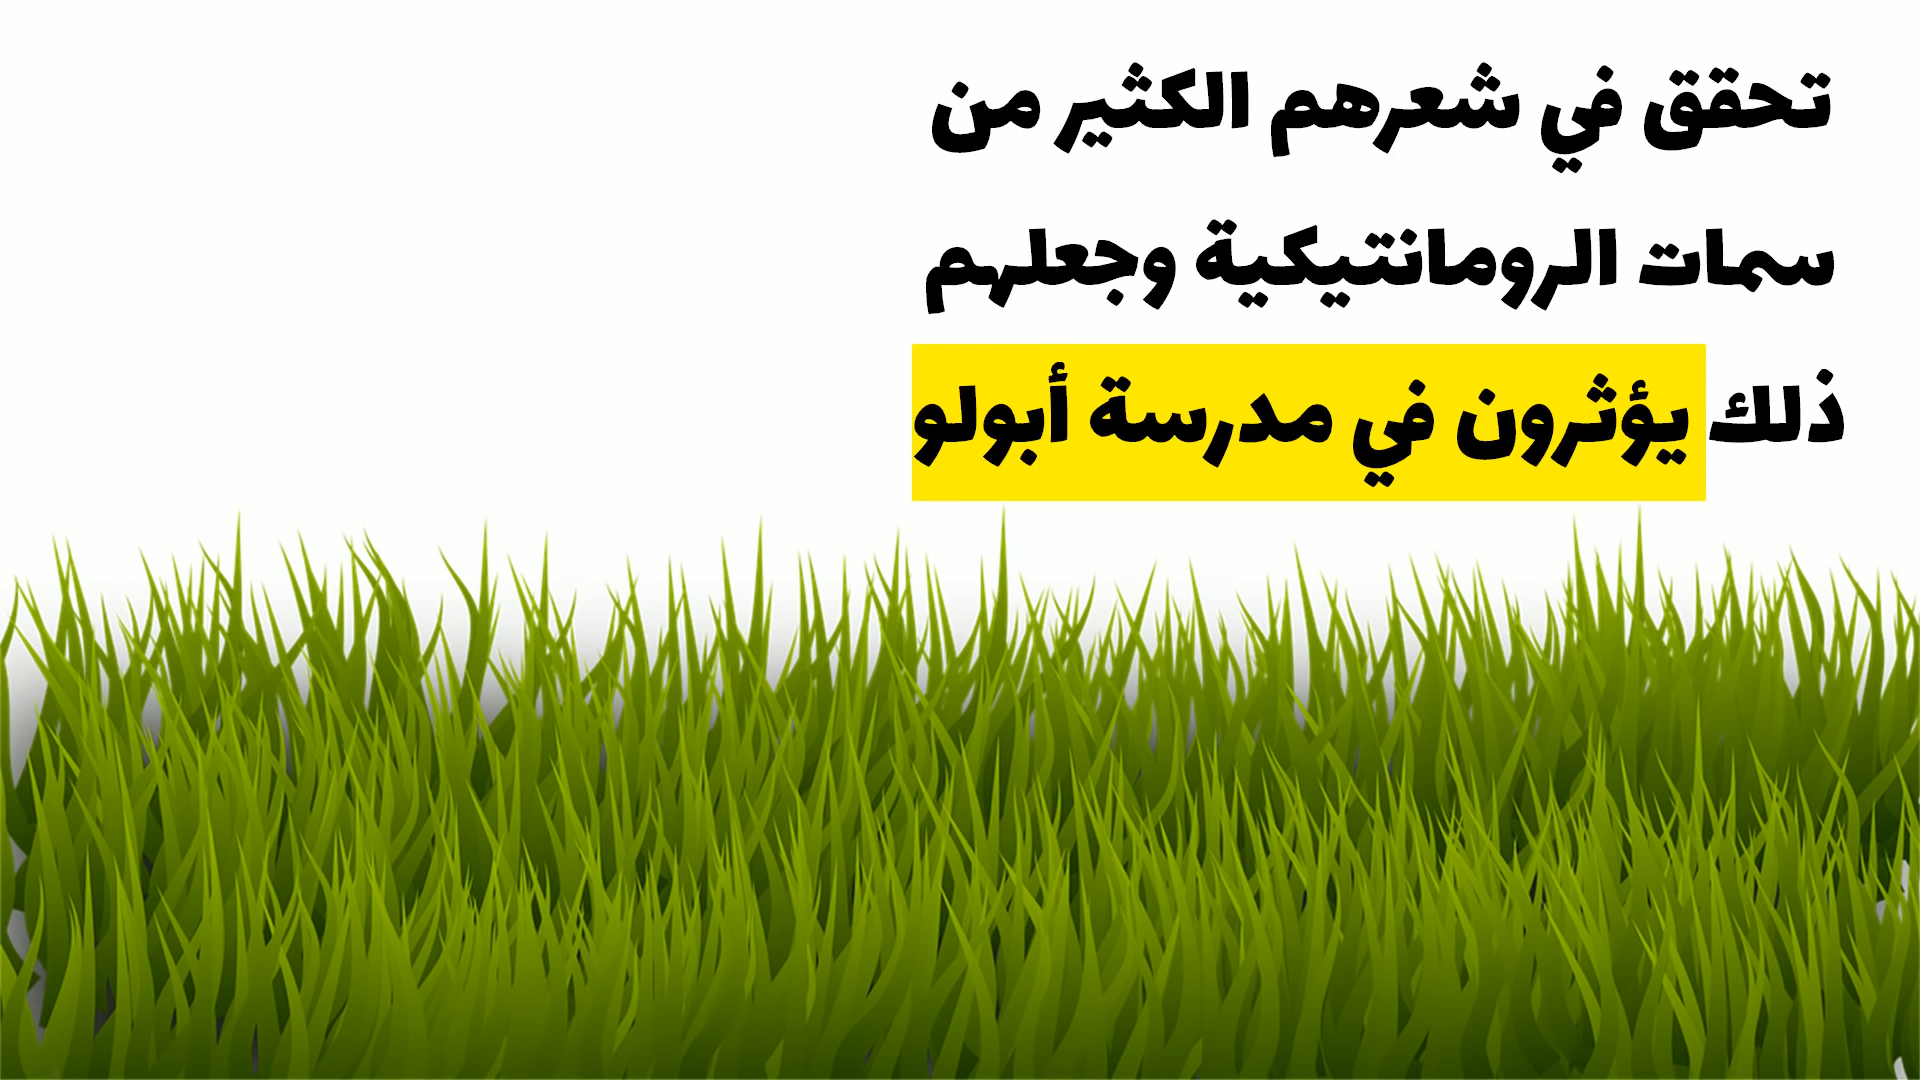 تحقق في شعرهم الكثير من
سمات الرومانتيكية وجعلهم
ذلك يؤثرون في مدرسة أبولو